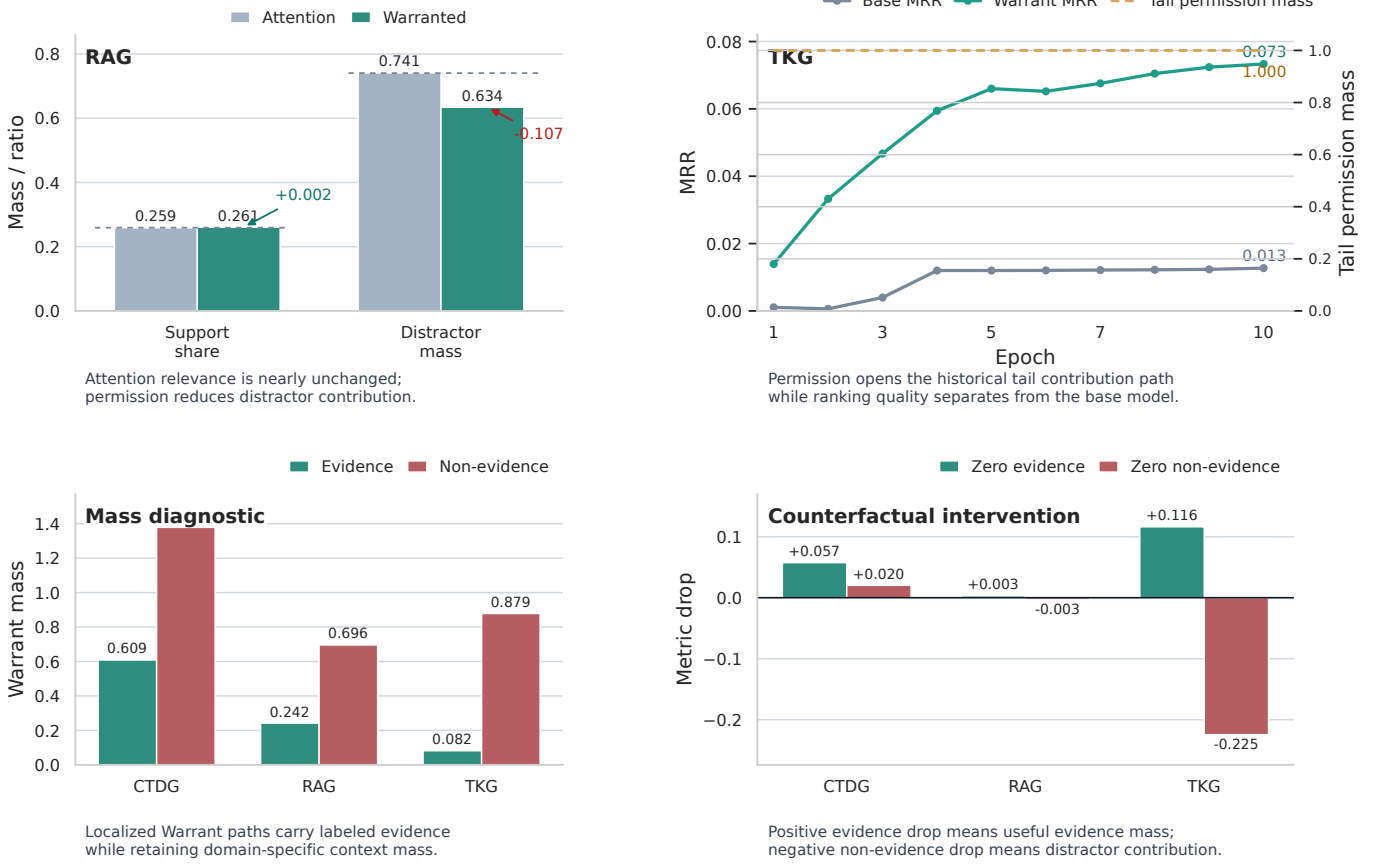 Attention Warranted
RAG
Mass / ratio
0.8
0.6
0.4
0.2
0.0
0.259
0.261
+0.002
0.741
0.634
-0.107
Support
share
Distractor
mass
Attention relevance is nearly unchanged;
permission reduces distractor contribution.
Base MRR Warrant MRR Tail permission mass
TKG
MRR
0.08
0.06
0.04
0.02
0.00
0.073
1.000
0.013
1.0
0.8
0.6
0.4
0.2
0.0
Tail permission mass
1 3 5 7 10
Epoch
Permission opens the historical tail contribution path
while ranking quality separates from the base model.
Evidence Non-evidence
Mass diagnostic
Warrant mass
1.4
1.2
1.0
0.8
0.6
0.4
0.2
0.0
0.609
0.242
0.696
0.082
0.879
CTDG RAG TKG
Localized Warrant paths carry labeled evidence
while retaining domain-specific context mass.
Zero evidence Zero non-evidence
Counterfactual intervention
Metric drop
0.1
0.0
−0.1
−0.2
+0.057
+0.020
+0.003
-0.003
+0.116
-0.225
CTDG RAG TKG
Positive evidence drop means useful evidence mass;
negative non-evidence drop means distractor contribution.